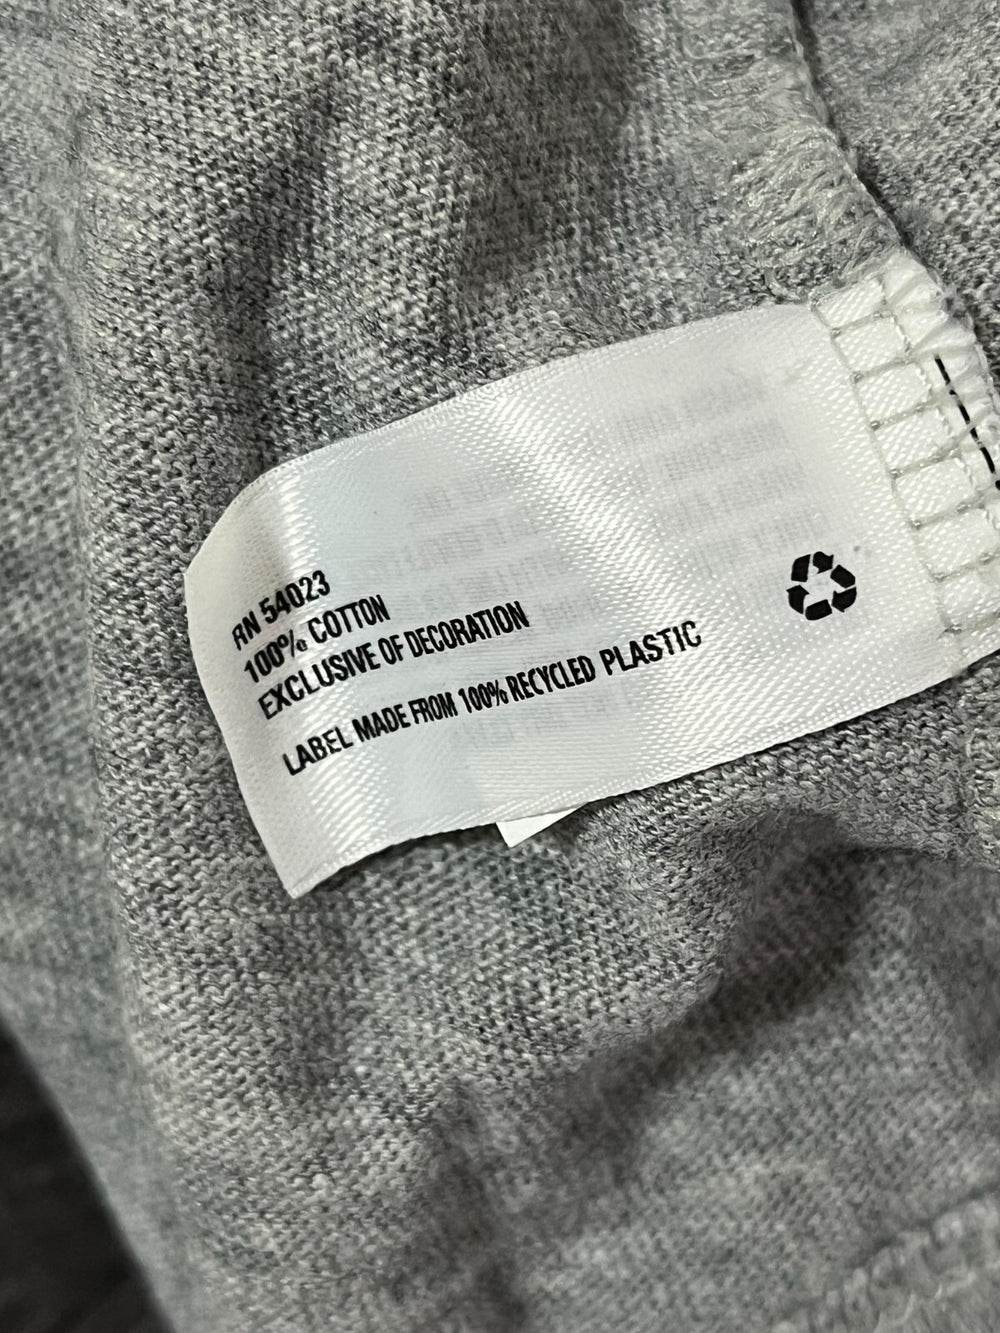 RN 54023
100% COTTON
EXCLUSIVE OF DECORATION
LABEL MADE FROM 100% RECYCLED PLASTIC